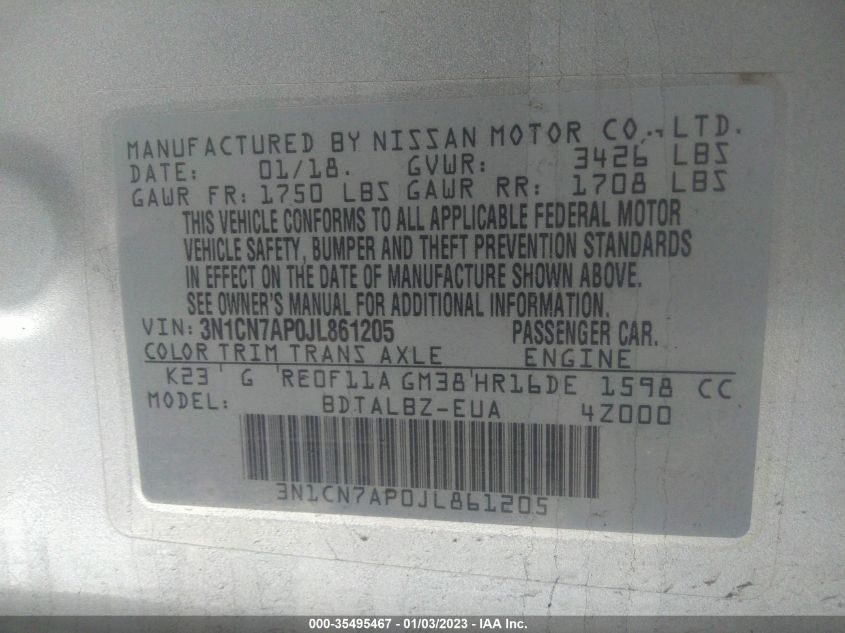 MANUFACTURED BY NISSAN MOTOR CO., LTD.
DATE: 01/18. GVWR: 3426 LBS
GAWR FR: 1750 LBS GAWR RR: 1708 LBS
THIS VEHICLE CONFORMS TO ALL APPLICABLE FEDERAL MOTOR
VEHICLE SAFETY, BUMPER AND THEFT PREVENTION STANDARDS
IN EFFECT ON THE DATE OF MANUFACTURE SHOWN ABOVE.
SEE OWNER'S MANUAL FOR ADDITIONAL INFORMATION.
VIN: 3N1CN7AP0JL861205 PASSENGER CAR.
COLOR TRIM TRANS AXLE ENGINE
K23 ' G ' RE0F11A GM38 ' HR16DE 1598 CC
MODEL: BDTALBZ-EUA 4Z000
3N1CN7AP0JL861205
000-35495467 - 01/03/2023 - IAA Inc.